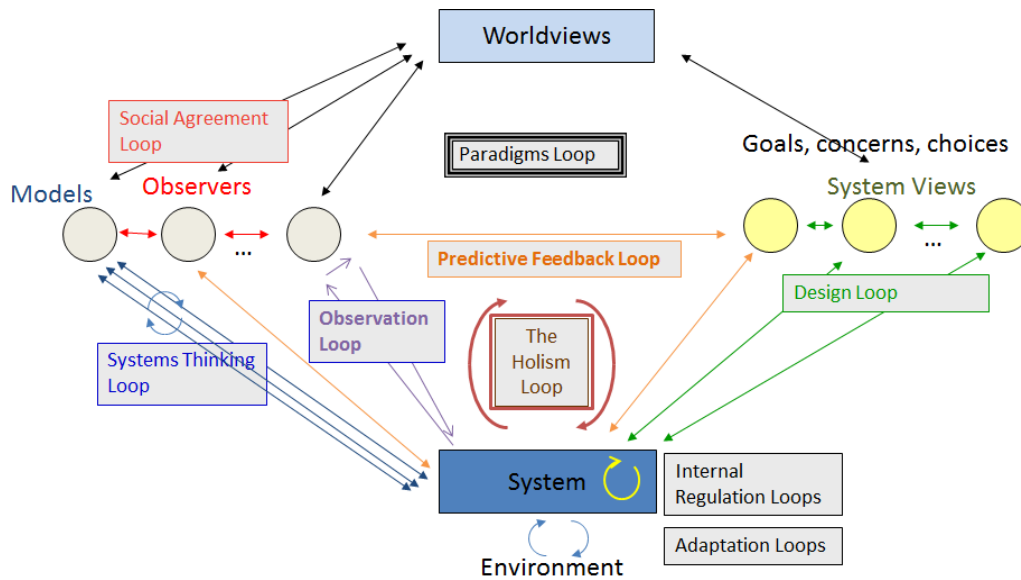 Worldviews
Social Agreement
Loop
Paradigms Loop
Goals, concerns, choices
Models
Observers
System Views
...
...
Predictive Feedback Loop
Design Loop
Observation
Loop
The
Holism
Loop
Systems Thinking
Loop
System
Internal
Regulation Loops
Adaptation Loops
Environment